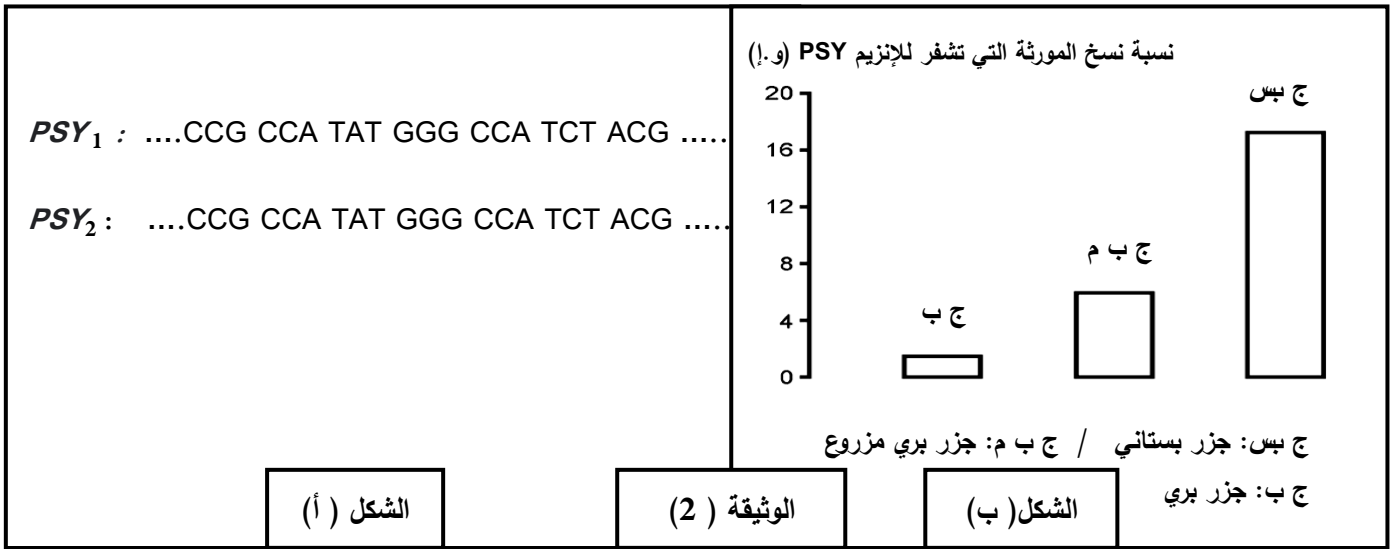 نسبة نسخ المورثة التي تشفر للإنزيم PSY (و.إ)
20
16
12
8
4
0
ج بس
ج ب م
ج ب
ج بس: جزر بستاني / ج ب م: جزر بري مزروع
ج ب: جزر بري
PSY1 : ....CCG CCA TAT GGG CCA TCT ACG .....
PSY2 : ....CCG CCA TAT GGG CCA TCT ACG .....
الشكل( ب)
الوثيقة ( 2)
الشكل ( أ)